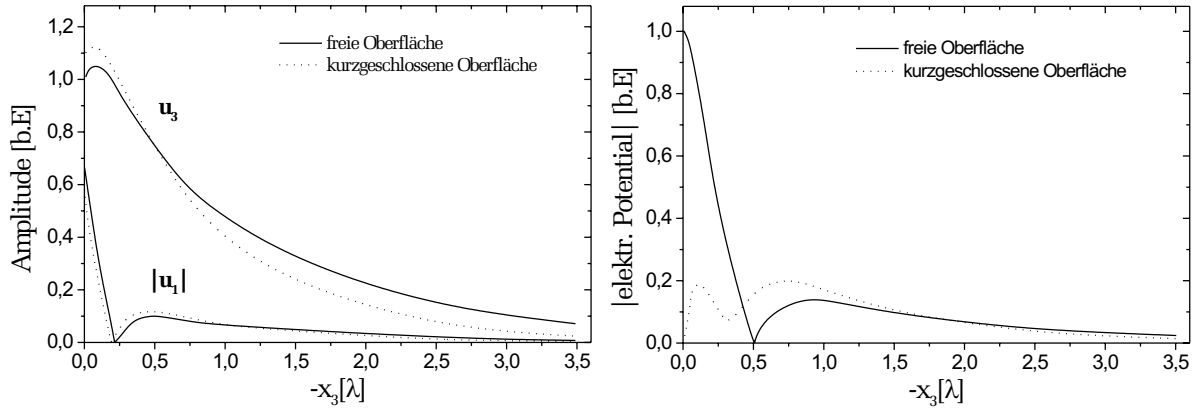 1,2
1,0
0,8
0,6
0,4
0,2
0,0
Amplitude [b.E]
freie Oberfläche
kurzgeschlossene Oberfläche
u3
|u1|
0,0 0,5 1,0 1,5 2,0 2,5 3,0 3,5
-x3[λ]
1,0
0,8
0,6
0,4
0,2
0,0
|elektr. Potential| [b.E]
freie Oberfläche
kurzgeschlossene Oberfläche
0,0 0,5 1,0 1,5 2,0 2,5 3,0 3,5
-x3[λ]